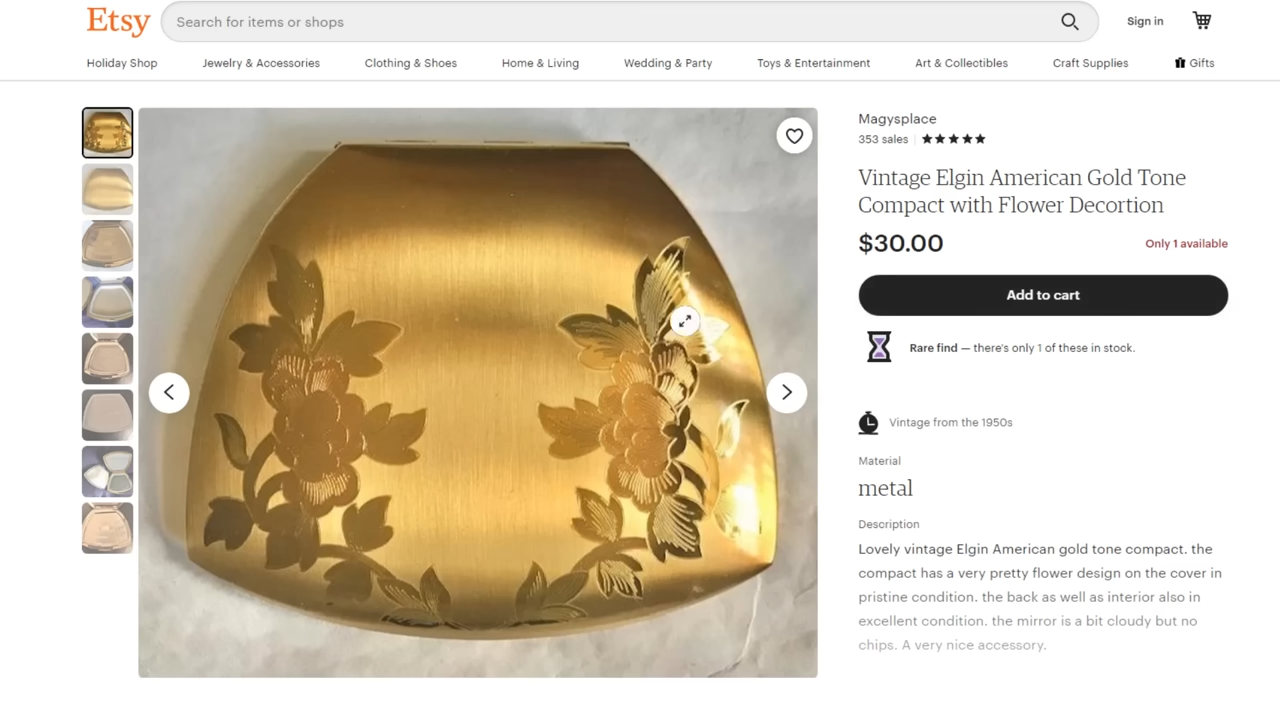 Etsy
Search for items or shops
Sign in
Holiday Shop
Jewelry & Accessories
Clothing & Shoes
Home & Living
Wedding & Party
Toys & Entertainment
Art & Collectibles
Craft Supplies
Gifts
Magysplace
353 sales
Vintage Elgin American Gold Tone
Compact with Flower Decortion
$30.00
Only 1 available
Add to cart
Rare find — there's only 1 of these in stock.
Vintage from the 1950s
Material
metal
Description
Lovely vintage Elgin American gold tone compact. the
compact has a very pretty flower design on the cover in
pristine condition. the back as well as interior also in
excellent condition. the mirror is a bit cloudy but no
chips. A very nice accessory.